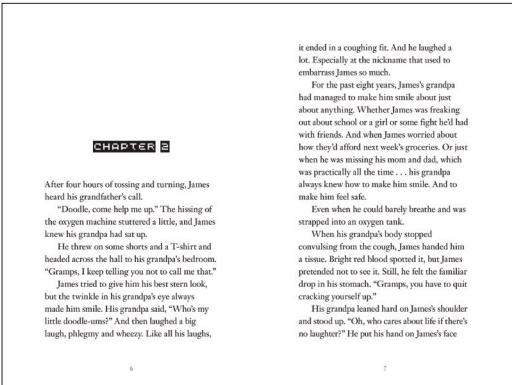 CHAPTER 2
After four hours of tossing and turning, James
heard his grandfather's call.
"Doodle, come help me up." The hissing of
the oxygen machine stuttered a little, and James
knew his grandpa had sat up.
He threw on some shorts and a T-shirt and
headed across the hall to his grandpa's bedroom.
"Gramps, I keep telling you not to call me that."
James tried to give him his best stern look,
but the twinkle in his grandpa's eye always
made him smile. His grandpa said, "Who's my
little doodle-ums?" And then laughed a big
laugh, phlegmy and wheezy. Like all his laughs,
6
it ended in a coughing fit. And he laughed a
lot. Especially at the nickname that used to
embarrass James so much.
For the past eight years, James's grandpa
had managed to make him smile about just
about anything. Whether James was freaking
out about school or a girl or some fight he'd had
with friends. And when James worried about
how they'd afford next week's groceries. Or just
when he was missing his mom and dad, which
was practically all the time . . . his grandpa
always knew how to make him smile. And to
make him feel safe.
Even when he could barely breathe and was
strapped into an oxygen tank.
When his grandpa's body stopped
convulsing from the cough, James handed him
a tissue. Bright red blood spotted it, but James
pretended not to see it. Still, he felt the familiar
drop in his stomach. "Gramps, you have to quit
cracking yourself up."
His grandpa leaned hard on James's shoulder
and stood up. "Oh, who cares about life if there's
no laughter?" He put his hand on James's face
7